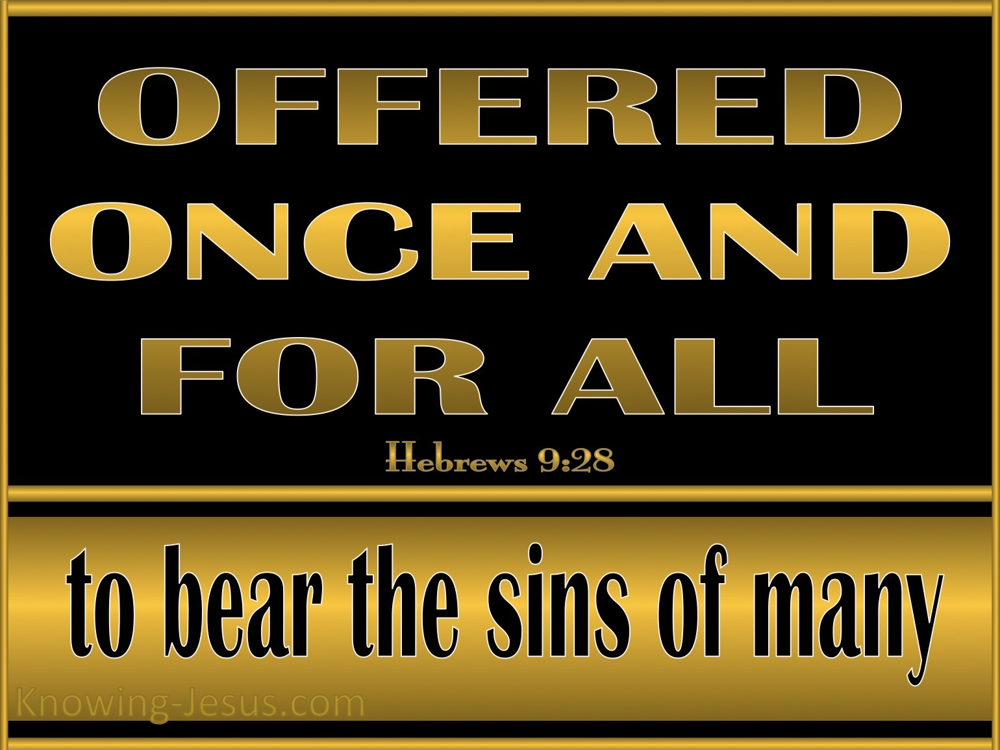 OFFERED
ONCE AND
FOR ALL
Hebrews 9:28
to bear the sins of many
Knowing-Jesus.com